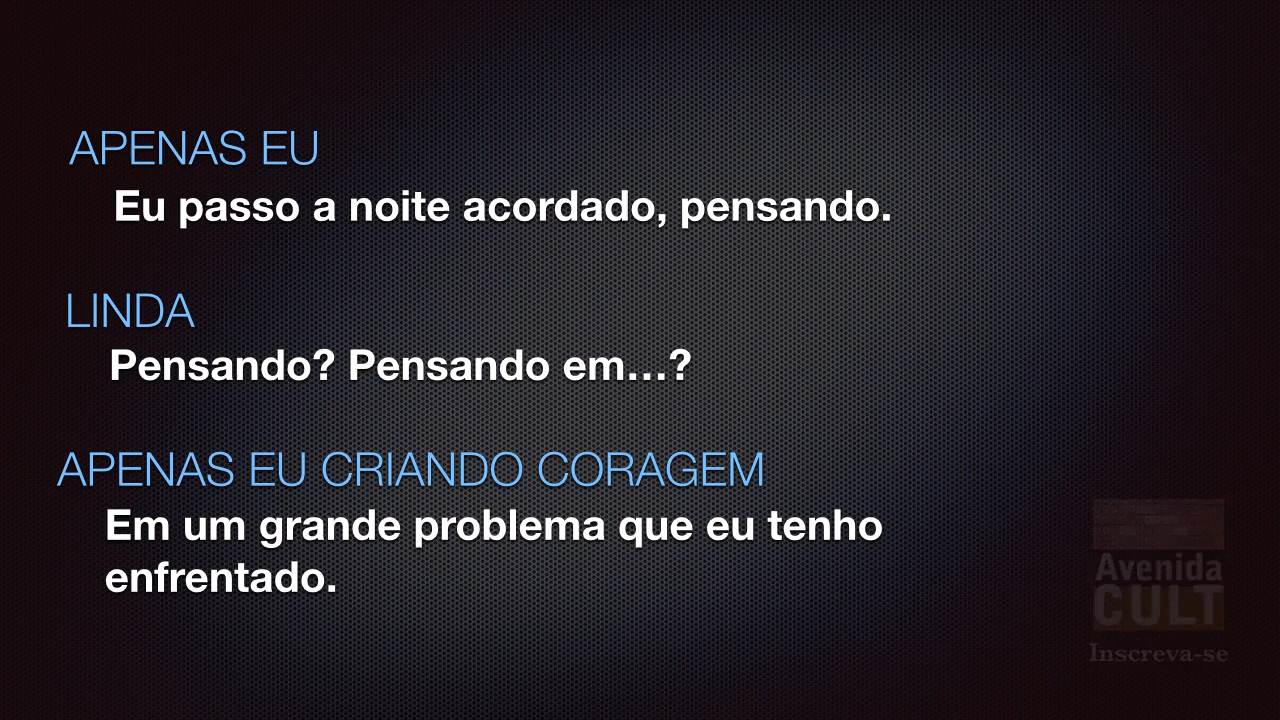 APENAS EU
Eu passo a noite acordado, pensando.
LINDA
Pensando? Pensando em...?
APENAS EU CRIANDO CORAGEM
Em um grande problema que eu tenho
enfrentado.
Avenida
CULT
Inscreva-se